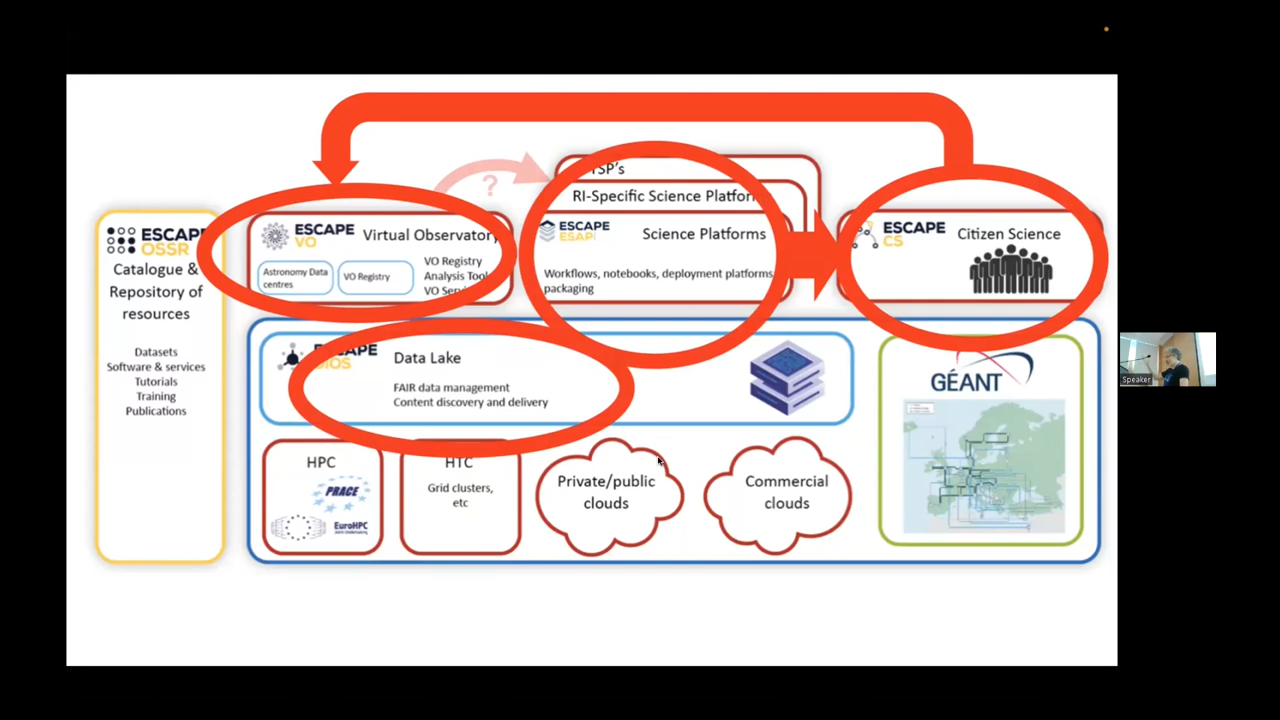 TSP's
RI-Specific Science Platform
ESCAPE
OSSR
Catalogue &
Repository of
resources
Datasets
Software & services
Tutorials
Training
Publications
ESCAPE
VO
Virtual Observatory
Astronomy Data
centres
VO Registry
VO Registry
Analysis Tools
?
ESCAPE
ESAP
Science Platforms
Workflows, notebooks, deployment platforms
packaging
ESCAPE
CS
Citizen Science
ESCAPE
DIOS
Data Lake
FAIR data management
Content discovery and delivery
GÉANT
HPC
PRACE
EuroHPC
HTC
Grid clusters,
etc
Private/public
clouds
Commercial
clouds
Speaker